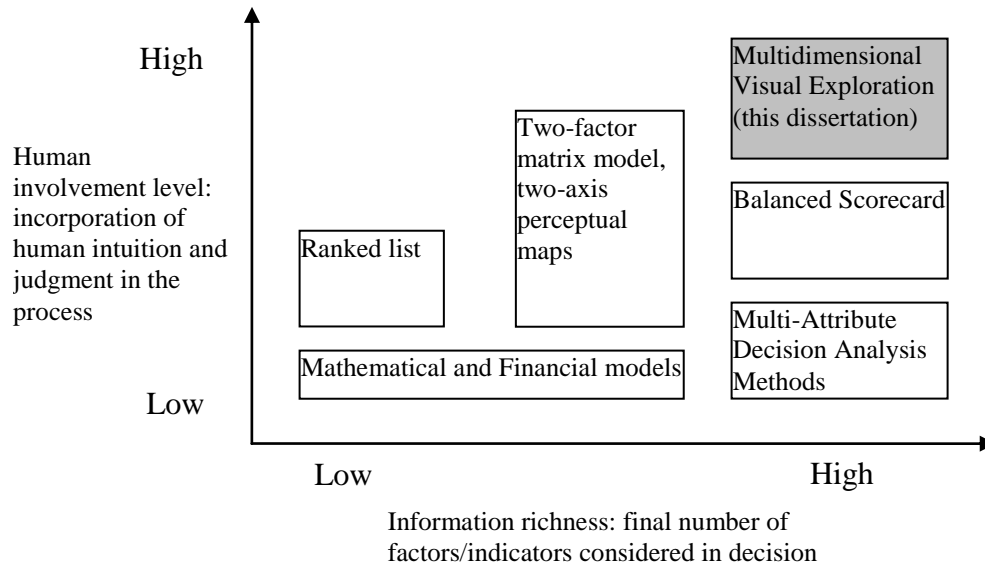 High
Human
involvement level:
incorporation of
human intuition and
judgment in the
process
Low
Multidimensional
Visual Exploration
(this dissertation)
Two-factor
matrix model,
two-axis
perceptual
maps
Balanced Scorecard
Ranked list
Multi-Attribute
Decision Analysis
Methods
Mathematical and Financial models
Low
High
Information richness: final number of
factors/indicators considered in decision